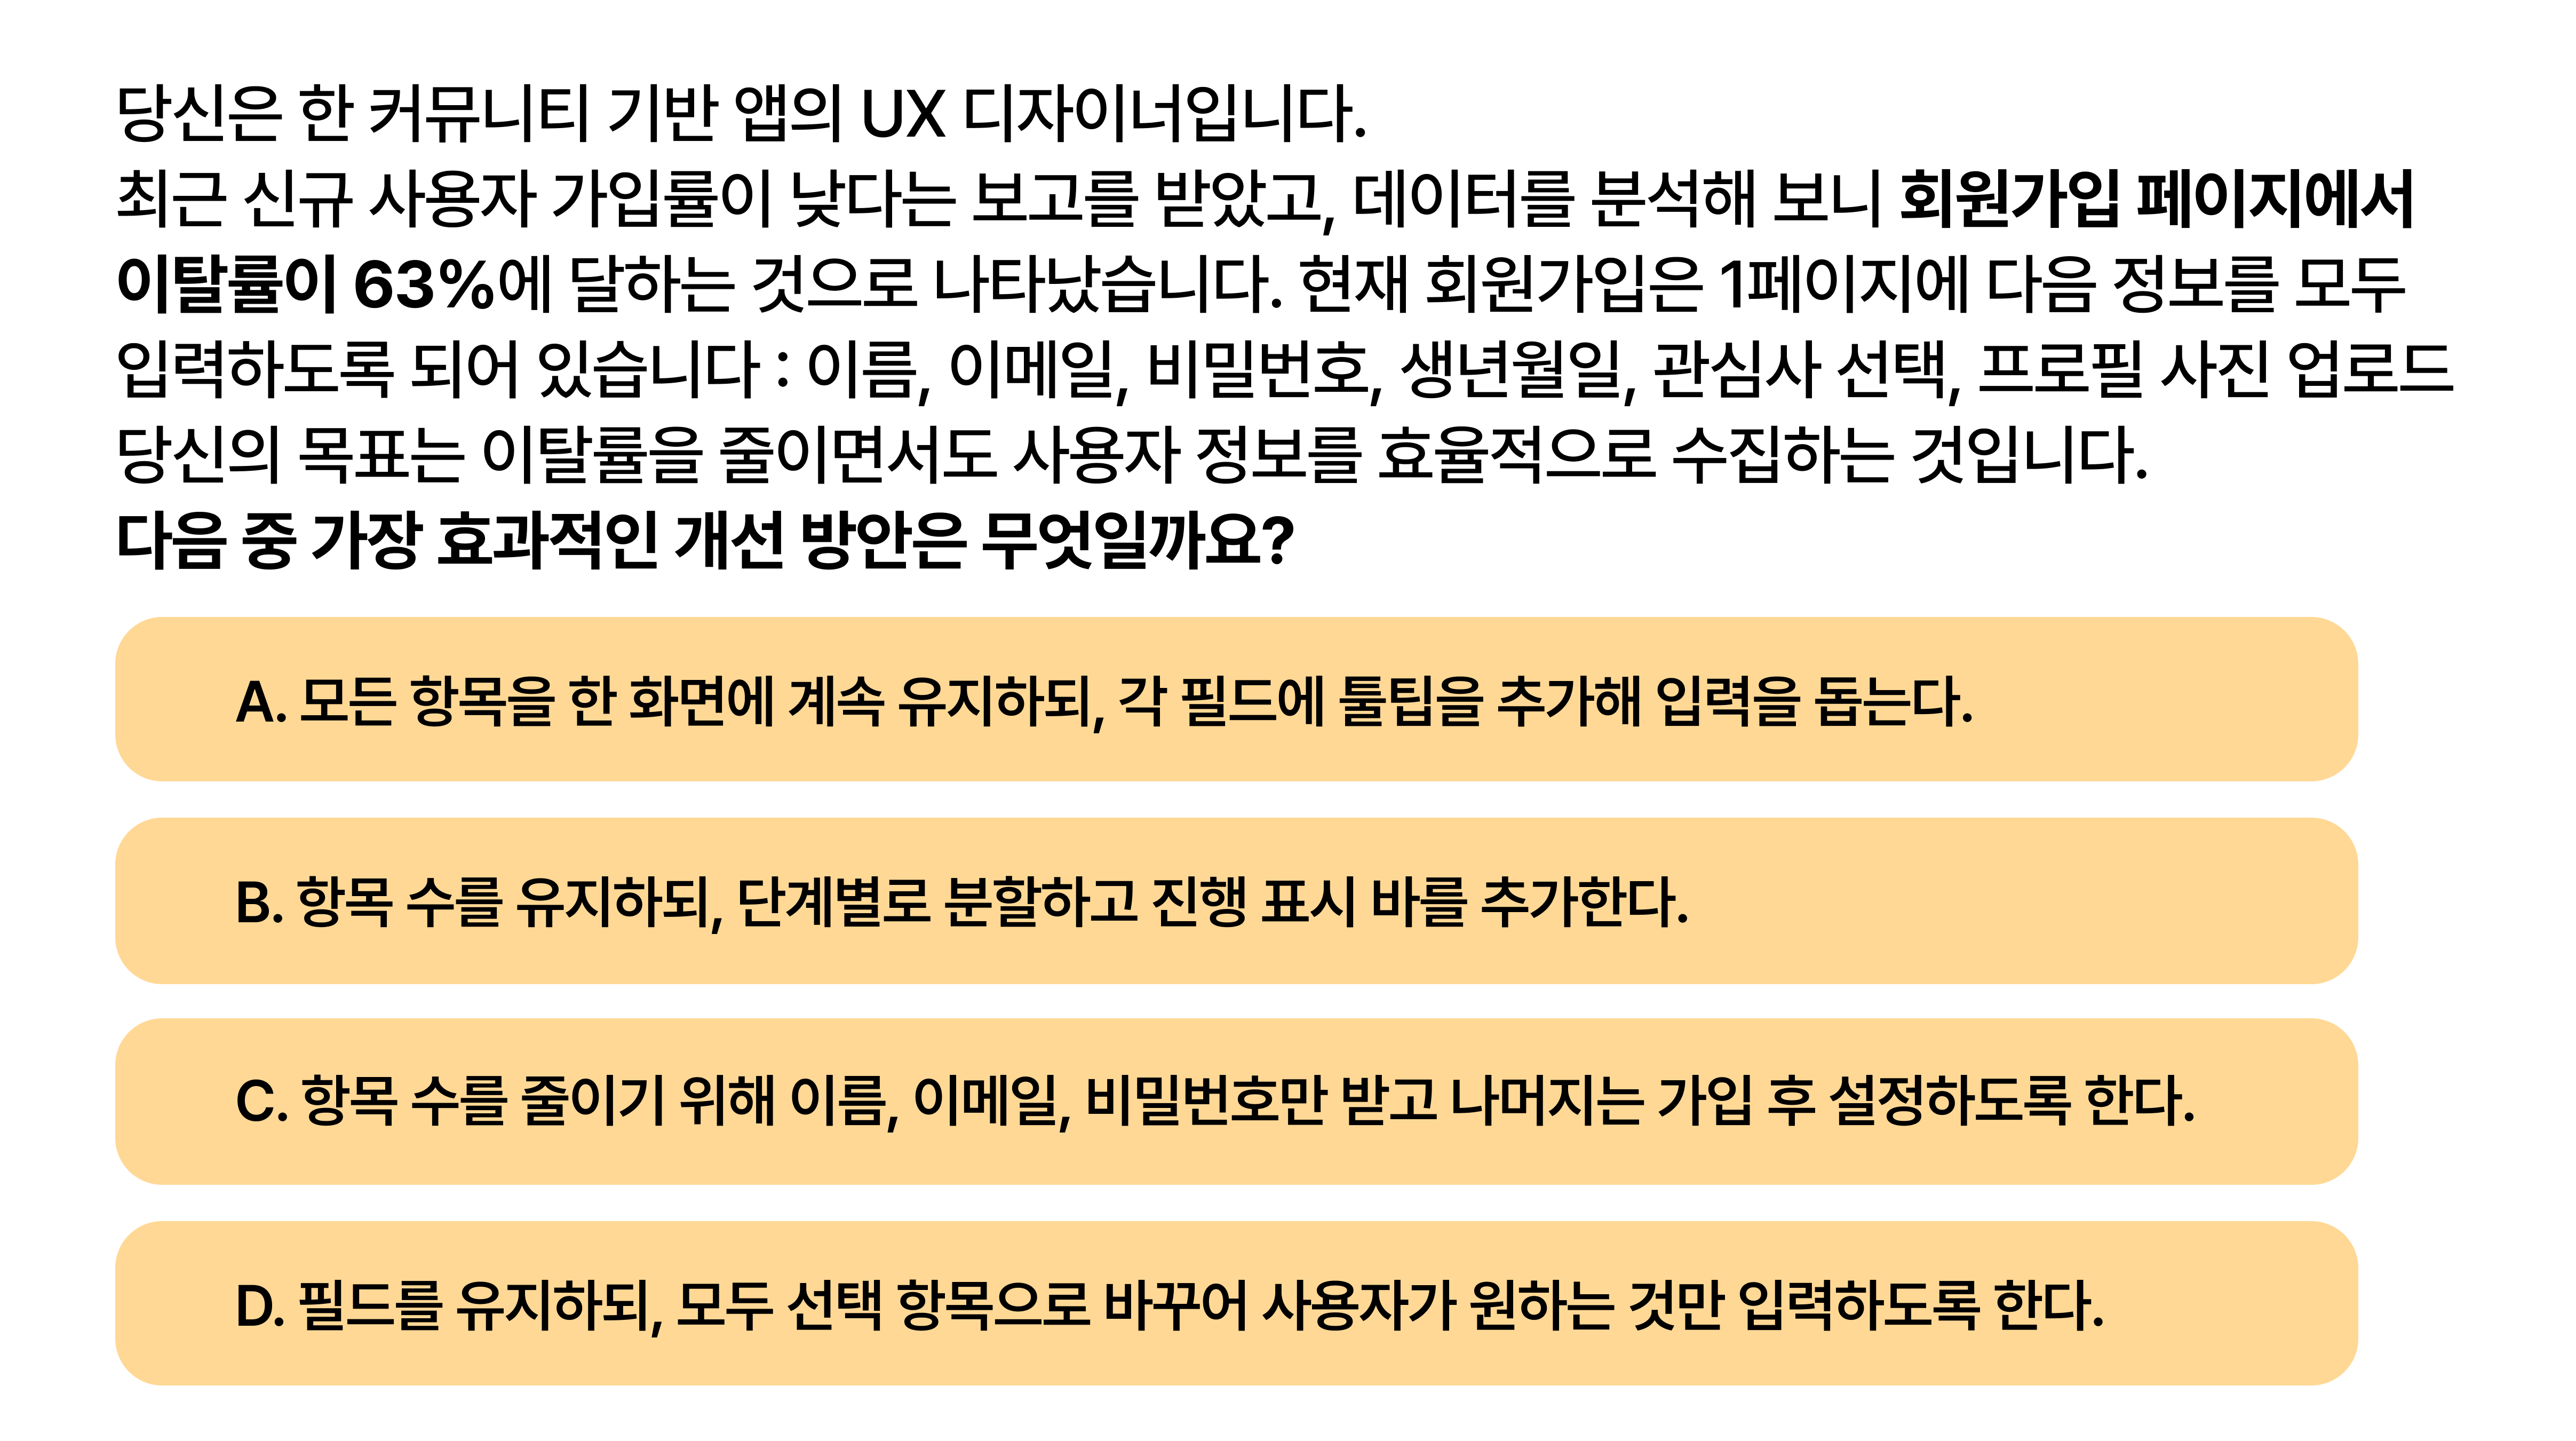 당신은 한 커뮤니티 기반 앱의 UX 디자이너입니다.
최근 신규 사용자 가입률이 낮다는 보고를 받았고, 데이터를 분석해 보니 회원가입 페이지에서
이탈률이 63%에 달하는 것으로 나타났습니다. 현재 회원가입은 1페이지에 다음 정보를 모두
입력하도록 되어 있습니다 : 이름, 이메일, 비밀번호, 생년월일, 관심사 선택, 프로필 사진 업로드
당신의 목표는 이탈률을 줄이면서도 사용자 정보를 효율적으로 수집하는 것입니다.
다음 중 가장 효과적인 개선 방안은 무엇일까요?
A. 모든 항목을 한 화면에 계속 유지하되, 각 필드에 툴팁을 추가해 입력을 돕는다.
B. 항목 수를 유지하되, 단계별로 분할하고 진행 표시 바를 추가한다.
C. 항목 수를 줄이기 위해 이름, 이메일, 비밀번호만 받고 나머지는 가입 후 설정하도록 한다.
D. 필드를 유지하되, 모두 선택 항목으로 바꾸어 사용자가 원하는 것만 입력하도록 한다.